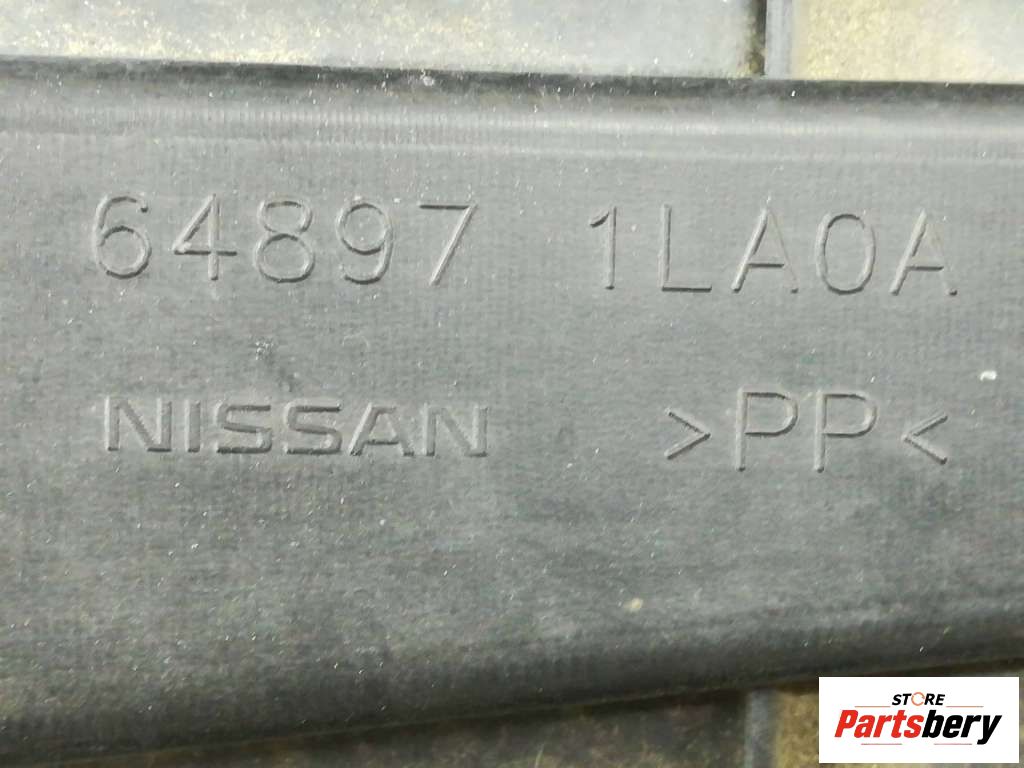 64897 1LA0A
NISSAN >PP<
STORE
Partsbery